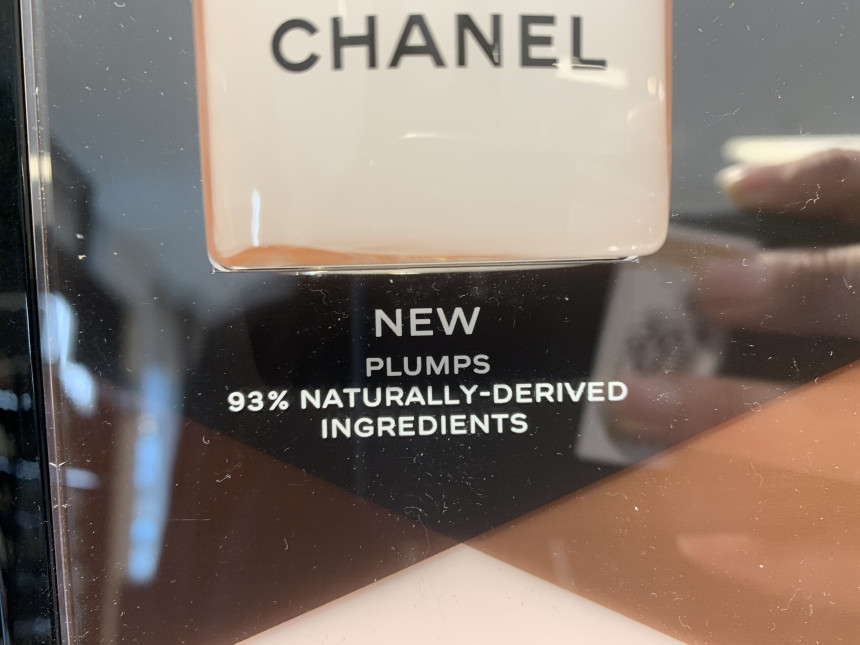 CHANEL
NEW
PLUMPS
93% NATURALLY-DERIVED
INGREDIENTS